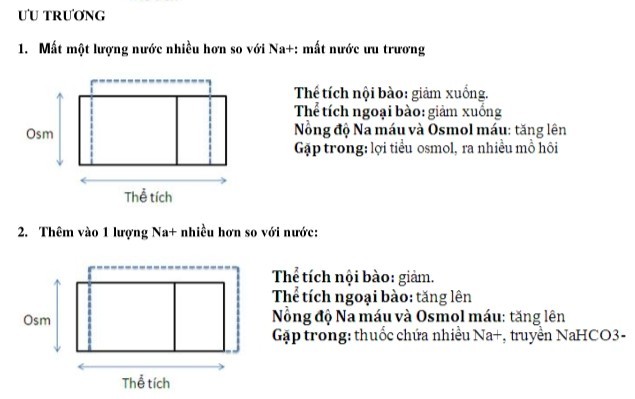 ƯU TRƯƠNG
1. Mất một lượng nước nhiều hơn so với Na+: mất nước ưu trương
Thể tích nội bào: giảm xuống.
Thể tích ngoại bào: giảm xuống
Nồng độ Na máu và Osmol máu: tăng lên
Gặp trong: lợi tiểu osmol, ra nhiều mồ hôi
Osm
Thể tích
2. Thêm vào 1 lượng Na+ nhiều hơn so với nước:
Thể tích nội bào: giảm.
Thể tích ngoại bào: tăng lên
Nồng độ Na máu và Osmol máu: tăng lên
Gặp trong: thuốc chứa nhiều Na+, truyền NaHCO3-
Osm
Thể tích